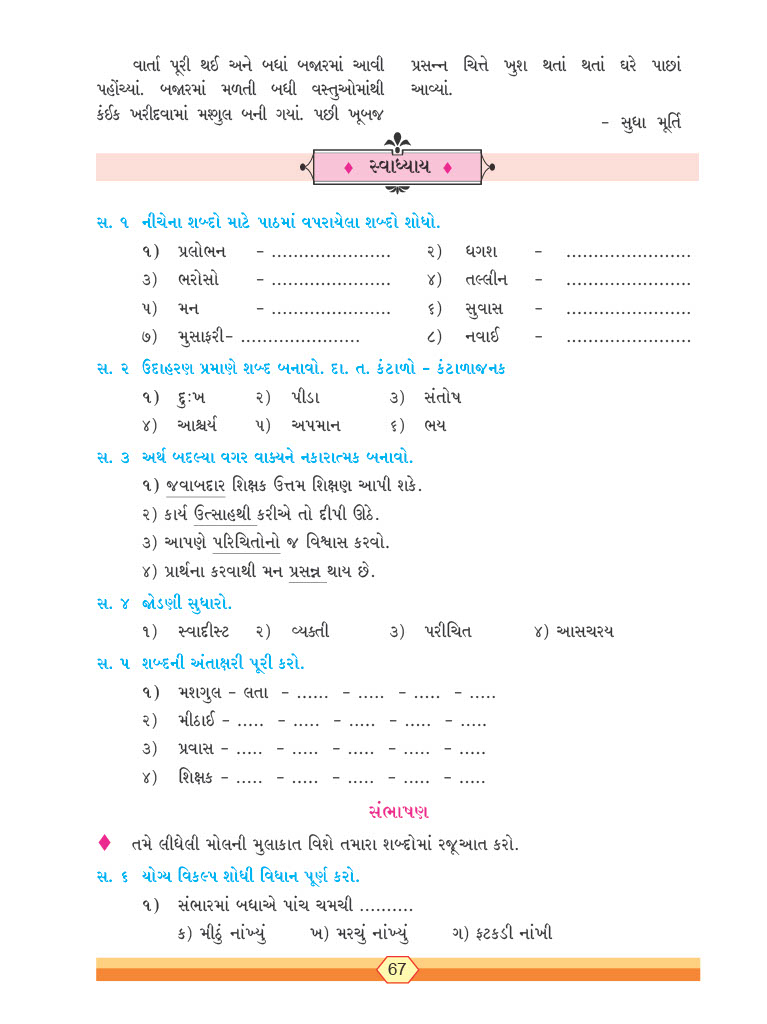 વાર્તા પૂરી થઈ અને બધાં બજારમાં આવી
પહોંચ્યાં. બજારમાં મળતી બધી વસ્તુઓમાંથી
કંઈક ખરીદવામાં મશ્ગુલ બની ગયાં. પછી ખૂબજ
પ્રસન્ન ચિત્તે ખુશ થતાં થતાં ઘરે પાછાં
આવ્યાં.
– સુધા મૂર્તિ
સ્વાધ્યાય
સ. ૧ નીચેના શબ્દો માટે પાઠમાં વપરાયેલા શબ્દો શોધો.
૧) પ્રલોભન – ...................... ૨) ધગશ – .......................
૩) ભરોસો – ...................... ૪) તલ્લીન – .......................
૫) મન – ...................... ૬) સુવાસ – .......................
૭) મુસાફરી– ...................... ૮) નવાઈ – .......................
સ. ૨ ઉદાહરણ પ્રમાણે શબ્દ બનાવો. દા. ત. કંટાળો – કંટાળાજનક
૧) દુઃખ ૨) પીડા ૩) સંતોષ
૪) આશ્ચર્ય ૫) અપમાન ૬) ભય
સ. ૩ અર્થ બદલ્યા વગર વાક્યને નકારાત્મક બનાવો.
૧) જવાબદાર શિક્ષક ઉત્તમ શિક્ષણ આપી શકે.
૨) કાર્ય ઉત્સાહથી કરીએ તો દીપી ઊઠે.
૩) આપણે પરિચિતોનો જ વિશ્વાસ કરવો.
૪) પ્રાર્થના કરવાથી મન પ્રસન્ન થાય છે.
સ. ૪ જોડણી સુધારો.
૧) સ્વાદીસ્ટ ૨) વ્યક્તી ૩) પરીચિત ૪) આસચરય
સ. ૫ શબ્દની અંતાક્ષરી પૂરી કરો.
૧) મશગુલ – લતા – ...... – ..... – ..... – .....
૨) મીઠાઈ – ..... – ..... – ..... – ..... – .....
૩) પ્રવાસ – ..... – ..... – ..... – ..... – .....
૪) શિક્ષક – ..... – ..... – ..... – ..... – .....
સંભાષણ
♦ તમે લીધેલી મોલની મુલાકાત વિશે તમારા શબ્દોમાં રજૂઆત કરો.
સ. ૬ યોગ્ય વિકલ્પ શોધી વિધાન પૂર્ણ કરો.
૧) સંભારમાં બધાએ પાંચ ચમચી ..........
ક) મીઠું નાંખ્યું ખ) મરચું નાંખ્યું ગ) ફટકડી નાંખી
67